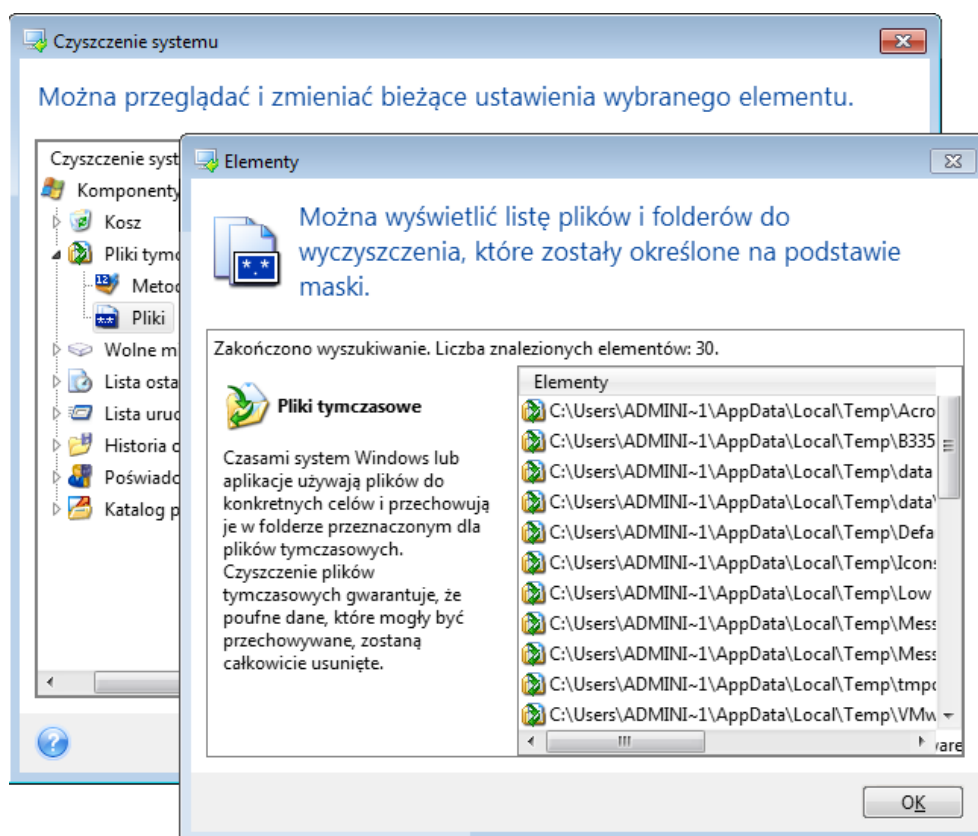 Czyszczenie systemu
Można przeglądać i zmieniać bieżące ustawienia wybranego elementu.
Czyszczenie syst
Komponenty
Kosz
Pliki tymc
Metod
Pliki
Wolne mi
Lista osta
Lista uruc
Historia o
Poświadc
Katalog p
Elementy
Można wyświetlić listę plików i folderów do
wyczyszczenia, które zostały określone na podstawie
maski.
Zakończono wyszukiwanie. Liczba znalezionych elementów: 30.
Pliki tymczasowe
Czasami system Windows lub
aplikacje używają plików do
konkretnych celów i przechowują
je w folderze przeznaczonym dla
plików tymczasowych.
Czyszczenie plików
tymczasowych gwarantuje, że
poufne dane, które mogły być
przechowywane, zostaną
całkowicie usunięte.
Elementy
C:\Users\ADMINI~1\AppData\Local\Temp\Acro
C:\Users\ADMINI~1\AppData\Local\Temp\B335
C:\Users\ADMINI~1\AppData\Local\Temp\data
C:\Users\ADMINI~1\AppData\Local\Temp\data\
C:\Users\ADMINI~1\AppData\Local\Temp\Defa
C:\Users\ADMINI~1\AppData\Local\Temp\Icons
C:\Users\ADMINI~1\AppData\Local\Temp\Low
C:\Users\ADMINI~1\AppData\Local\Temp\Mess
C:\Users\ADMINI~1\AppData\Local\Temp\Mess
C:\Users\ADMINI~1\AppData\Local\Temp\tmpc
C:\Users\ADMINI~1\AppData\Local\Temp\VMw
are
OK